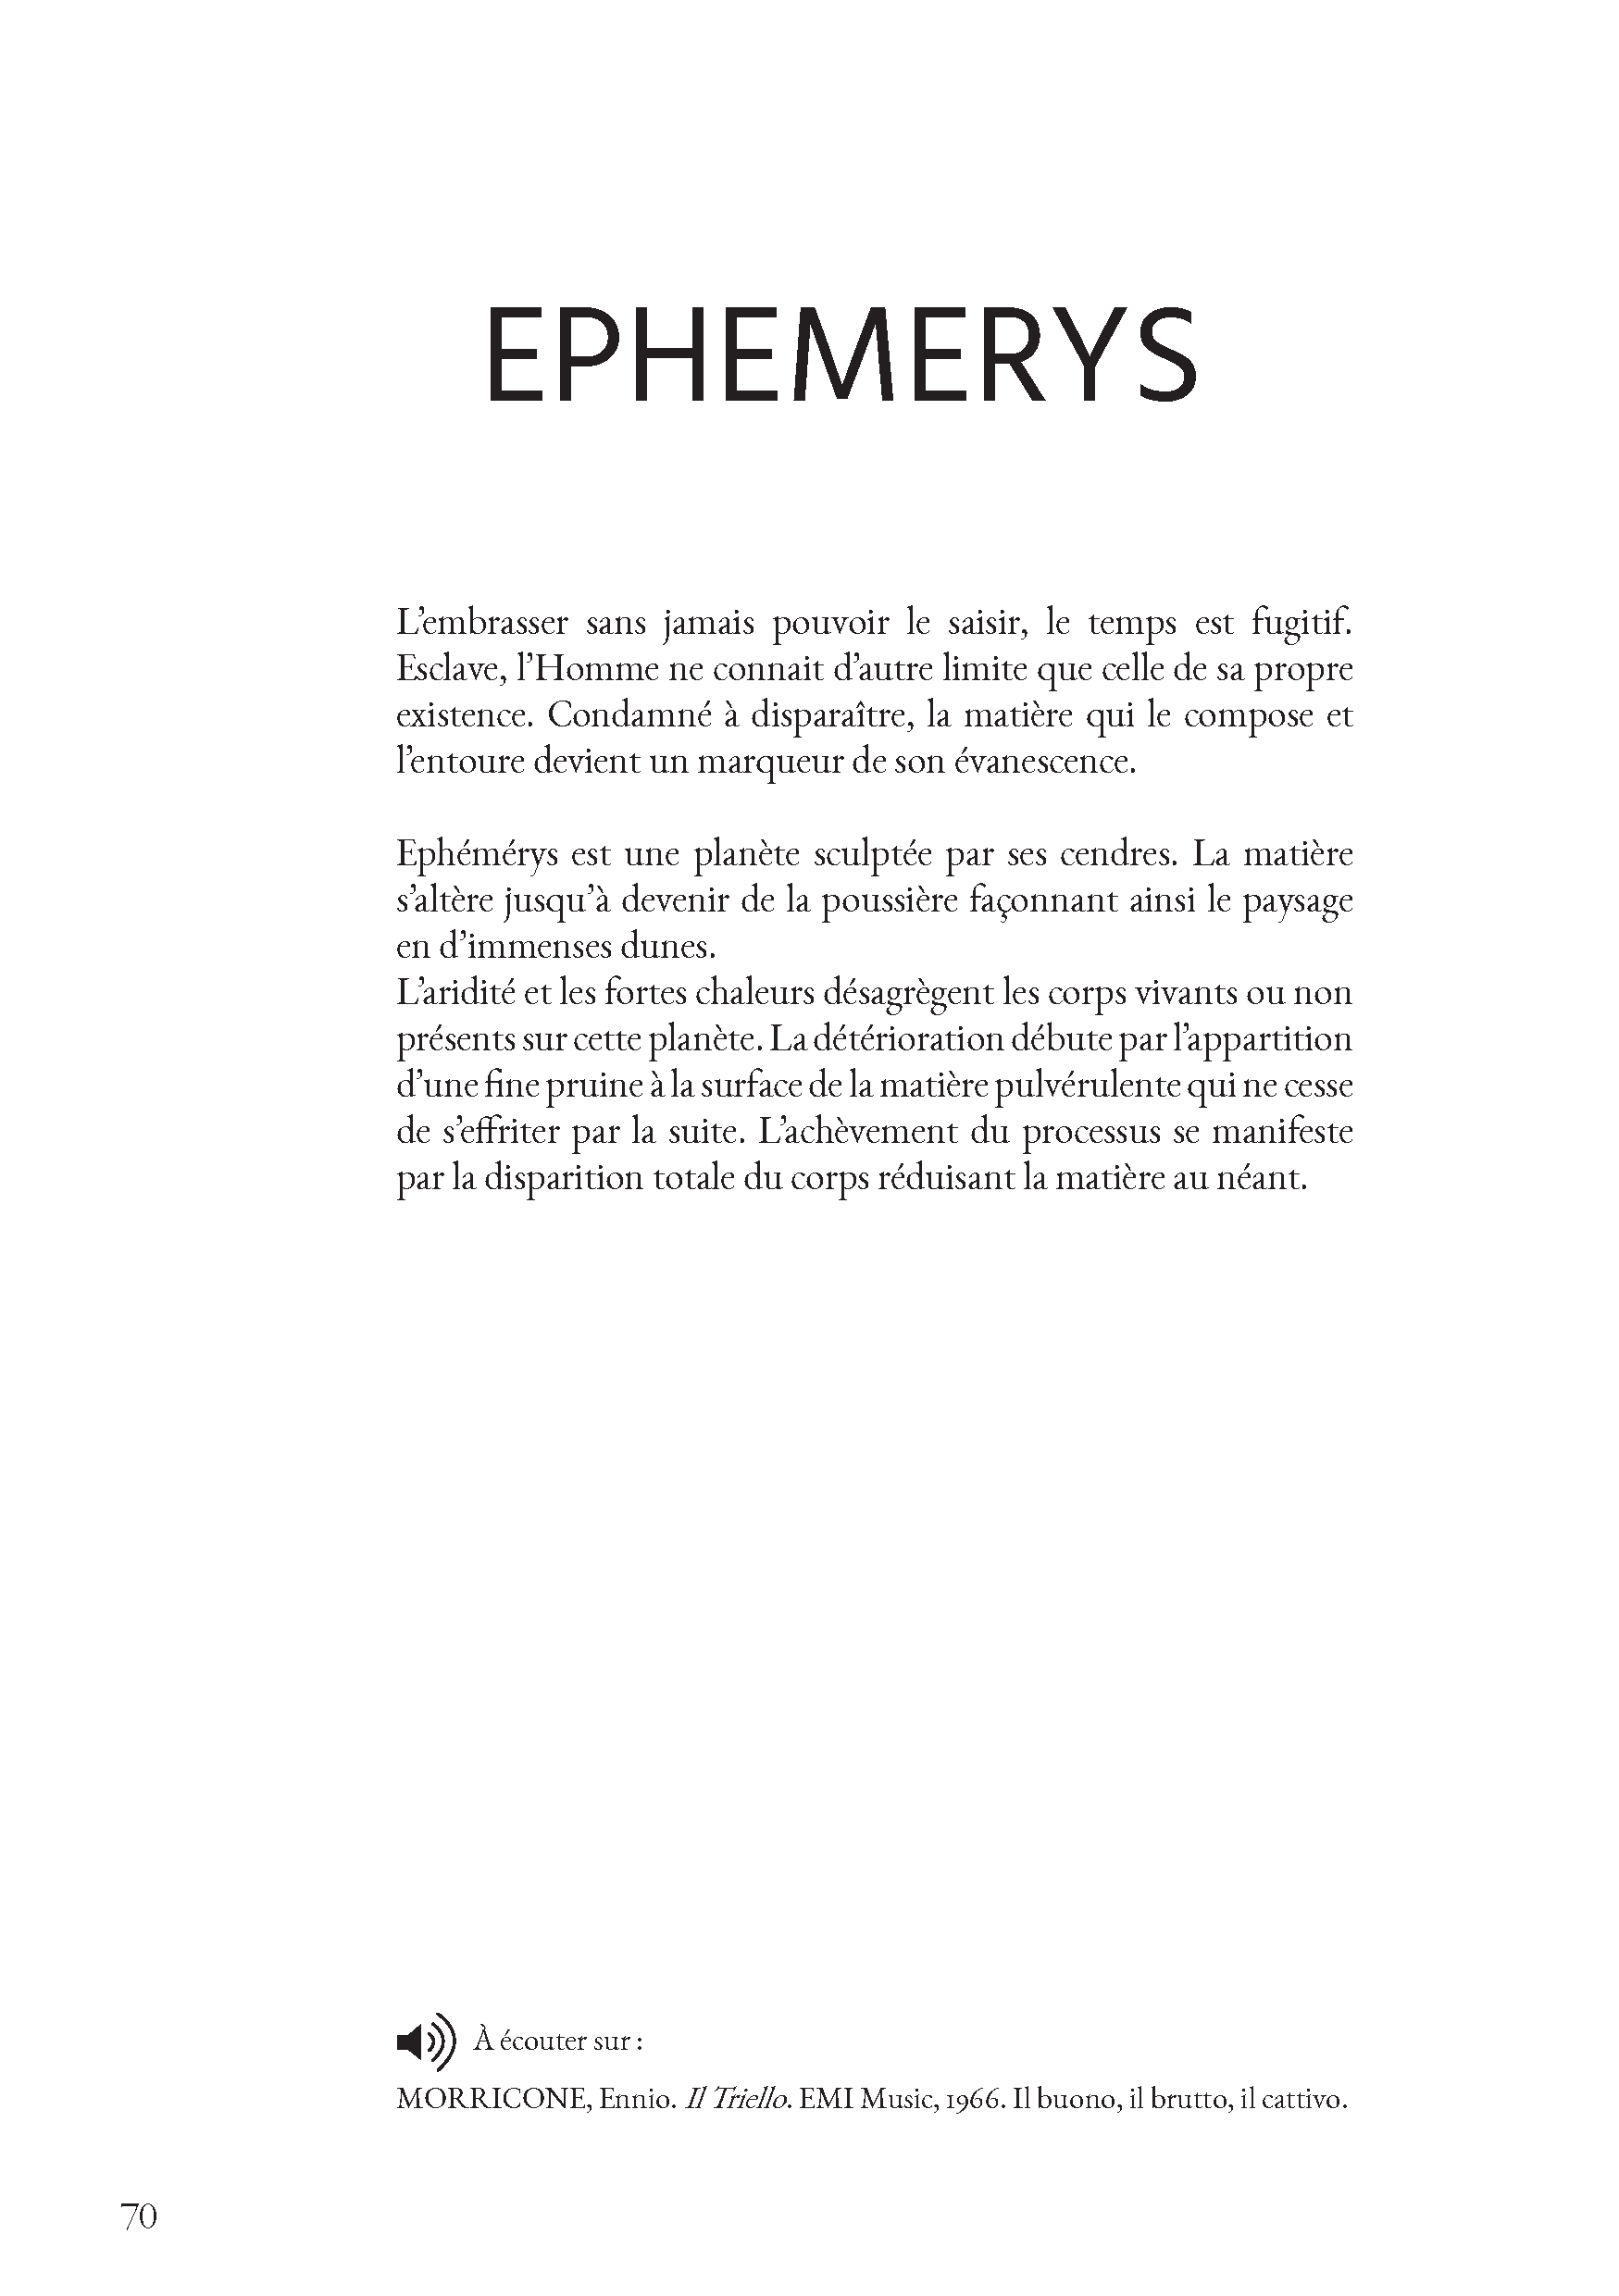 EPHEMERYS
L’embrasser sans jamais pouvoir le saisir, le temps est fugitif.
Esclave, l’Homme ne connait d’autre limite que celle de sa propre
existence. Condamné à disparaître, la matière qui le compose et
l’entoure devient un marqueur de son évanescence.
Ephémérys est une planète sculptée par ses cendres. La matière
s’altère jusqu’à devenir de la poussière façonnant ainsi le paysage
en d’immenses dunes.
L’aridité et les fortes chaleurs désagrègent les corps vivants ou non
présents sur cette planète. La détérioration débute par l’appartition
d’une fine pruine à la surface de la matière pulvérulente qui ne cesse
de s’effriter par la suite. L’achèvement du processus se manifeste
par la disparition totale du corps réduisant la matière au néant.
À écouter sur :
MORRICONE, Ennio. Il Triello. EMI Music, 1966. Il buono, il brutto, il cattivo.
70